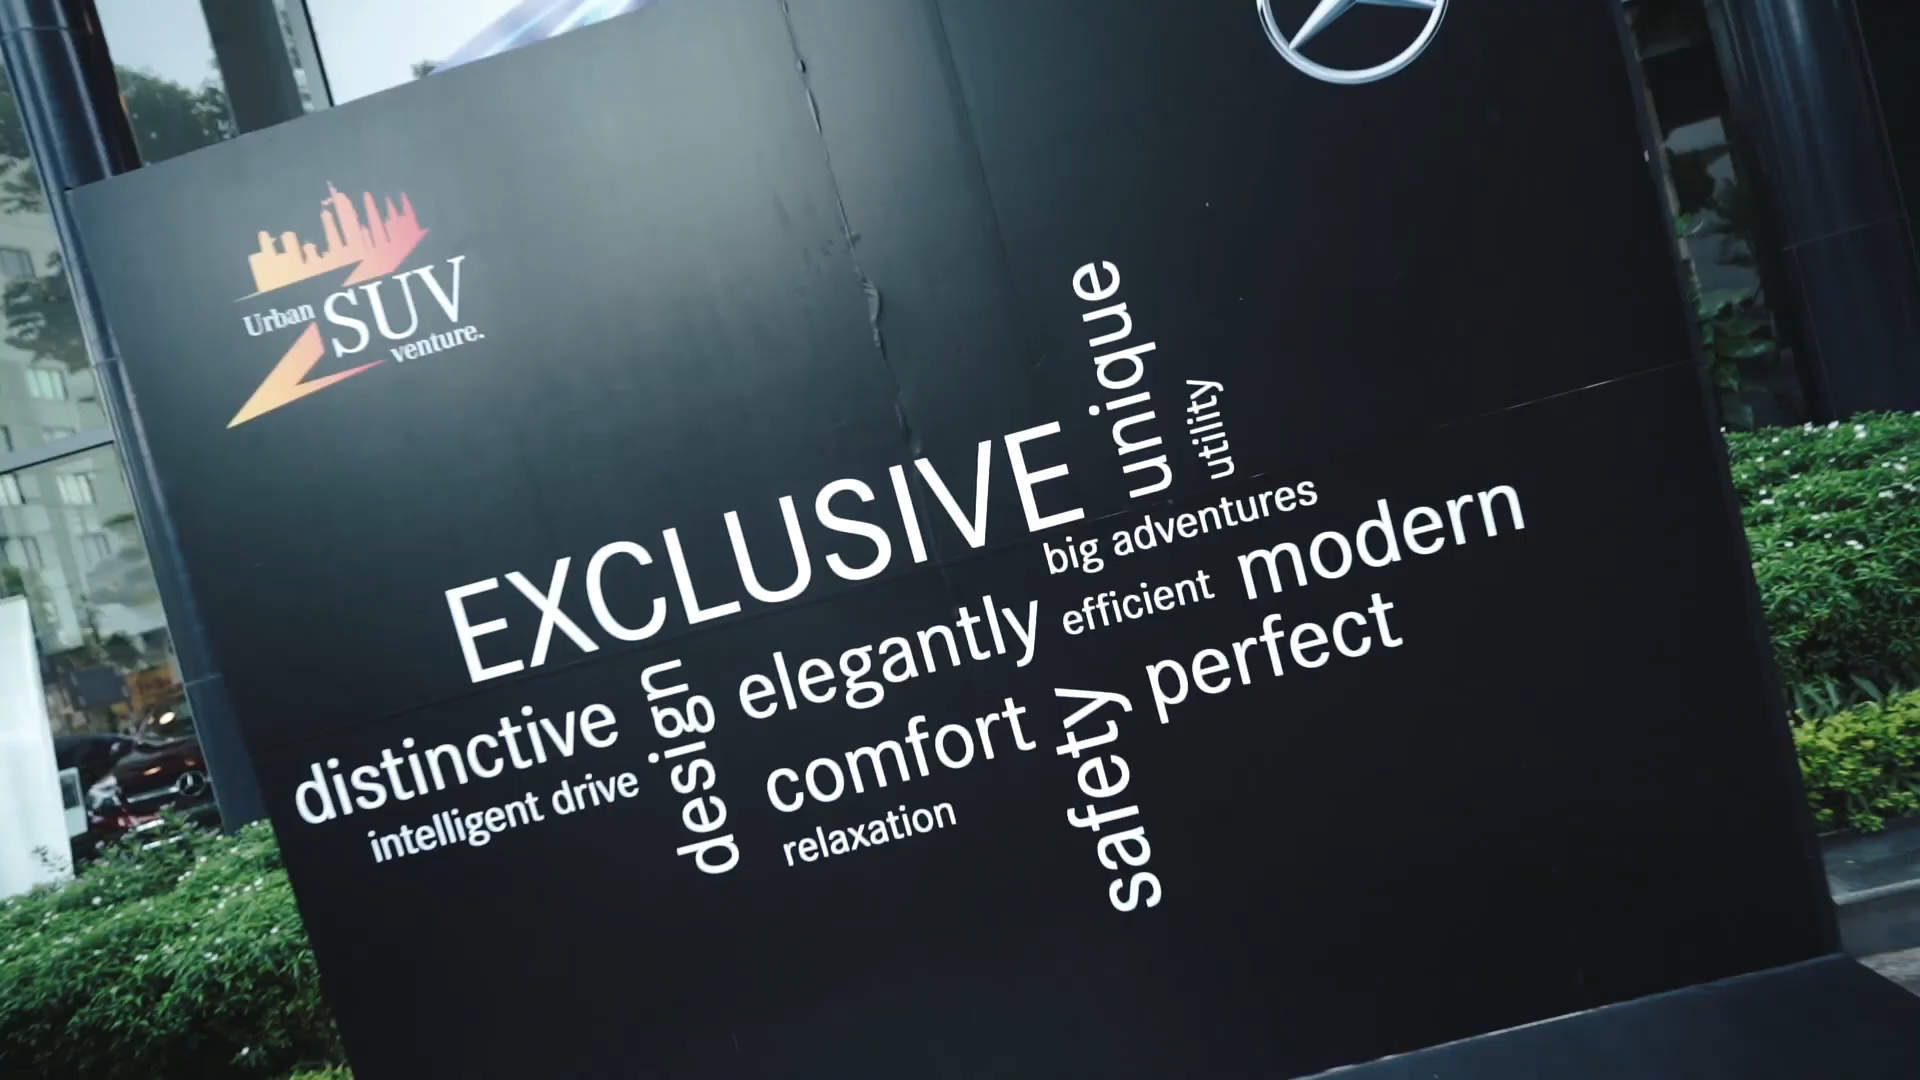 Urban
SUV
venture.
EXCLUSIVE
unique
utility
big adventures
distinctive
design
elegantly
efficient
modern
intelligent drive
comfort
safety
perfect
relaxation